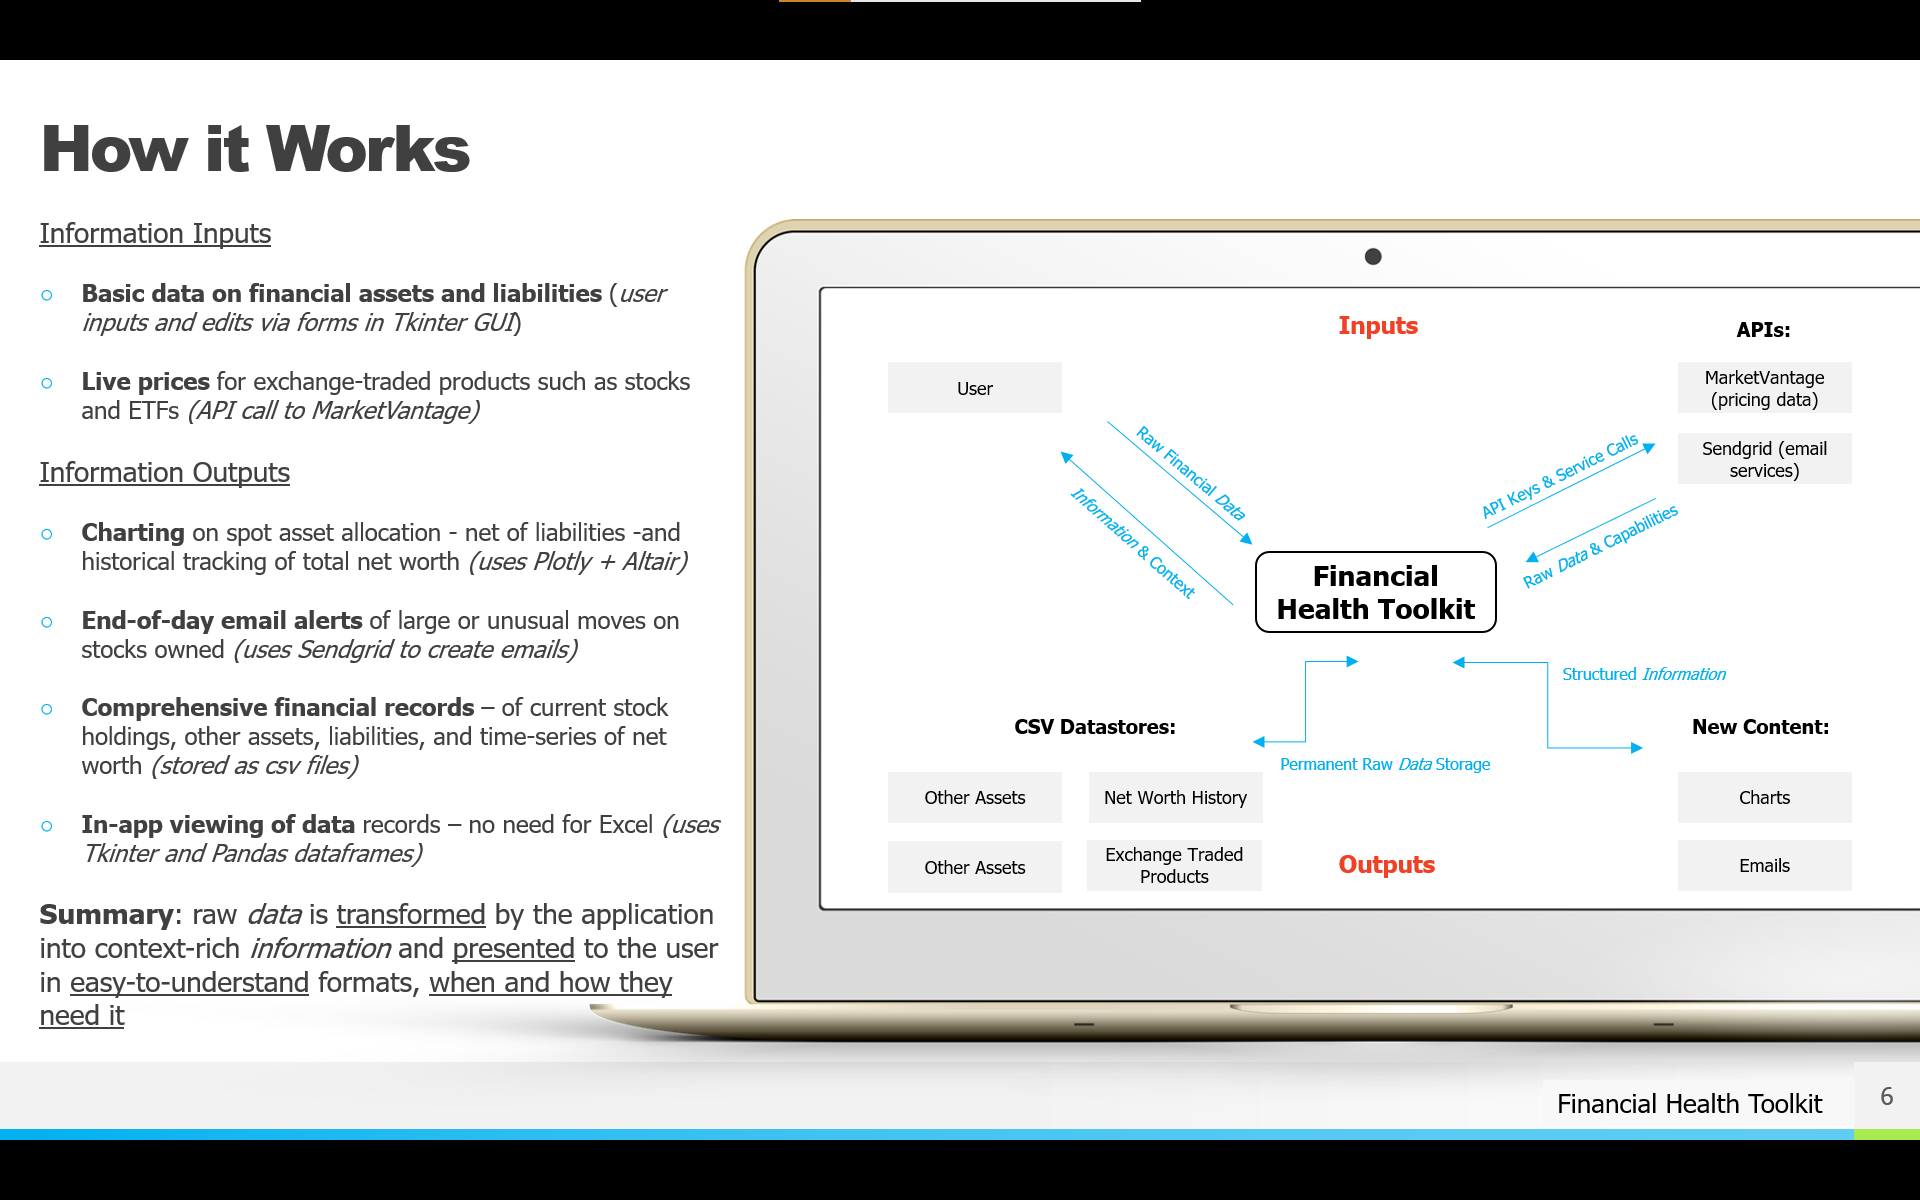 How it Works
Information Inputs
○ Basic data on financial assets and liabilities (user
inputs and edits via forms in Tkinter GUI)
○ Live prices for exchange-traded products such as stocks
and ETFs (API call to MarketVantage)
Information Outputs
○ Charting on spot asset allocation - net of liabilities -and
historical tracking of total net worth (uses Plotly + Altair)
○ End-of-day email alerts of large or unusual moves on
stocks owned (uses Sendgrid to create emails)
○ Comprehensive financial records – of current stock
holdings, other assets, liabilities, and time-series of net
worth (stored as csv files)
○ In-app viewing of data records – no need for Excel (uses
Tkinter and Pandas dataframes)
Summary: raw data is transformed by the application
into context-rich information and presented to the user
in easy-to-understand formats, when and how they
need it
Inputs
APIs:
User
MarketVantage
(pricing data)
Sendgrid (email
services)
Raw Financial Data
Information & Context
API Keys & Service Calls
Raw Data & Capabilities
Financial
Health Toolkit
Structured Information
CSV Datastores:
New Content:
Permanent Raw Data Storage
Other Assets
Net Worth History
Charts
Other Assets
Exchange Traded
Products
Outputs
Emails
Financial Health Toolkit
6